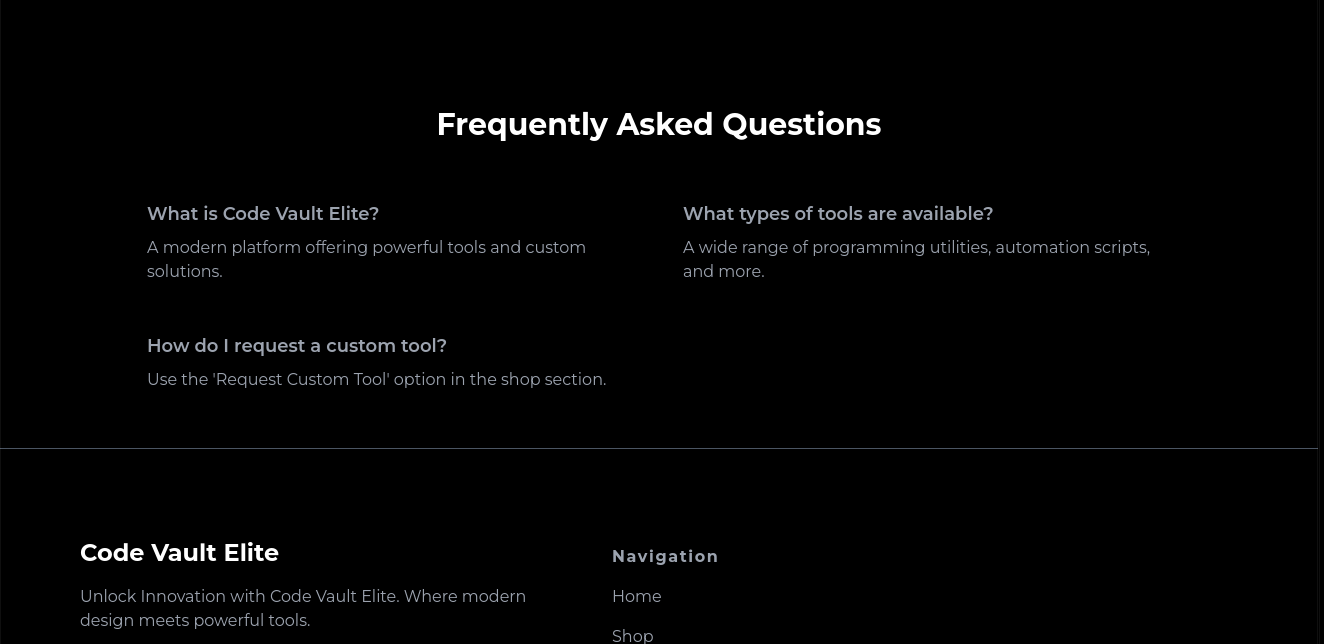 Frequently Asked Questions
What is Code Vault Elite?
A modern platform offering powerful tools and custom
solutions.
What types of tools are available?
A wide range of programming utilities, automation scripts,
and more.
How do I request a custom tool?
Use the 'Request Custom Tool' option in the shop section.
Code Vault Elite
Unlock Innovation with Code Vault Elite. Where modern
design meets powerful tools.
Navigation
Home
Shop